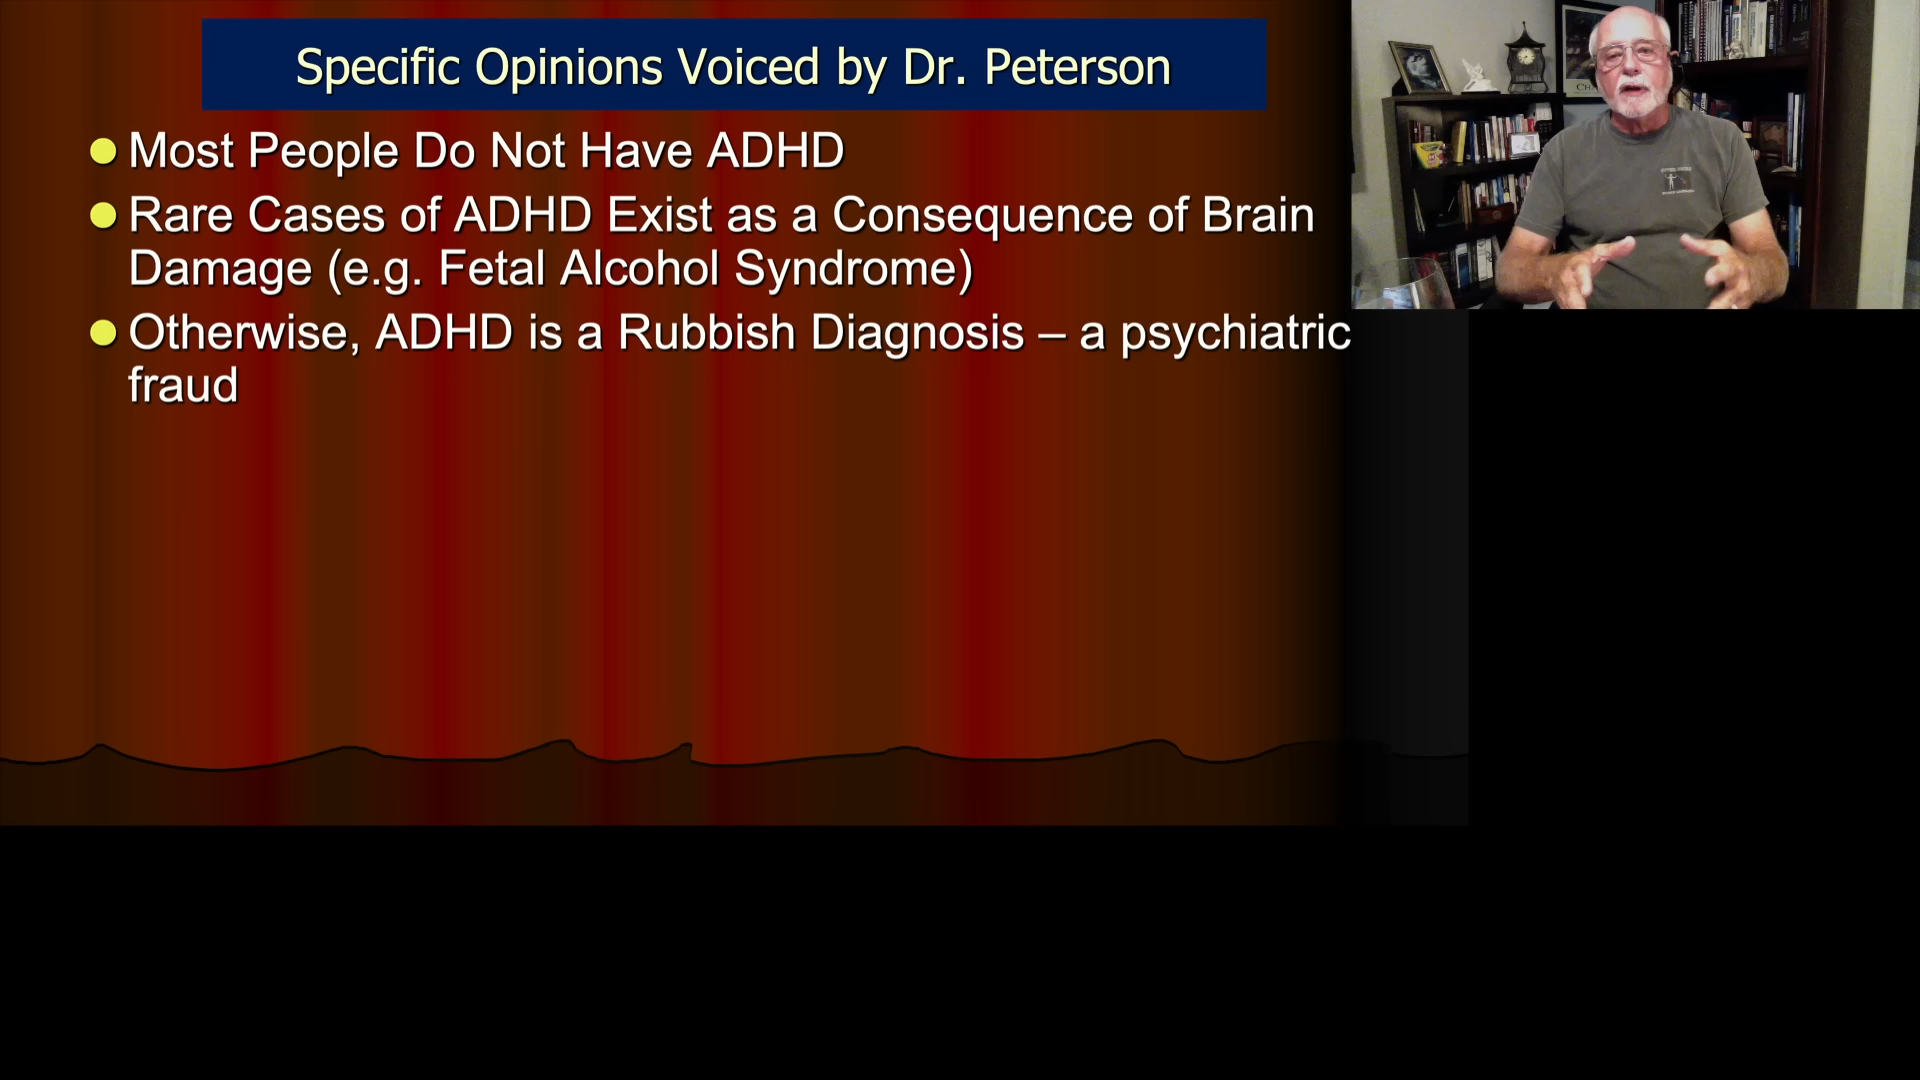 Specific Opinions Voiced by Dr. Peterson
Most People Do Not Have ADHD
Rare Cases of ADHD Exist as a Consequence of Brain
Damage (e.g. Fetal Alcohol Syndrome)
Otherwise, ADHD is a Rubbish Diagnosis – a psychiatric
fraud